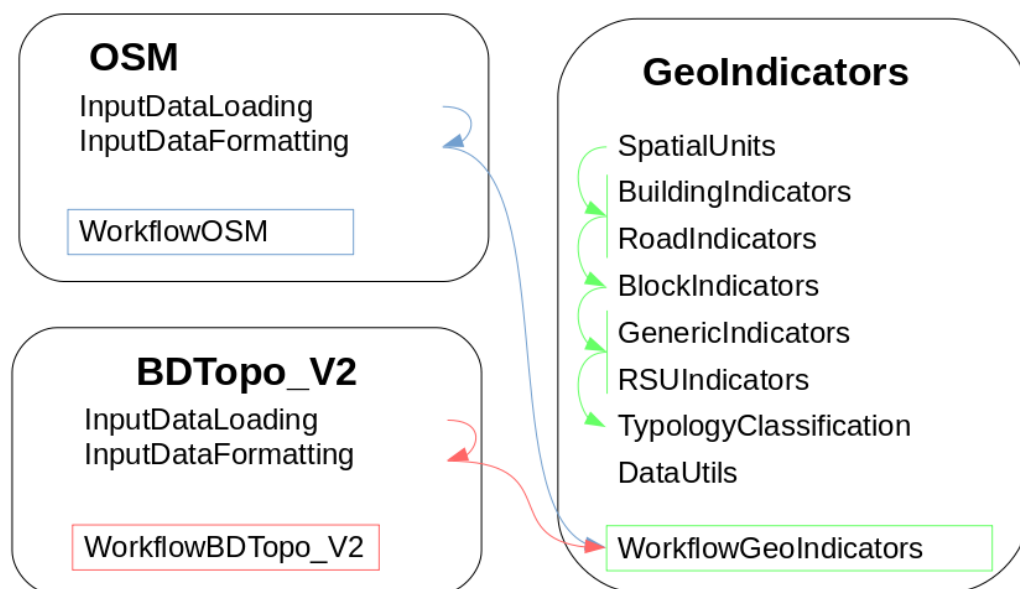 OSM
InputDataLoading
InputDataFormatting
WorkflowOSM
BDTopo_V2
InputDataLoading
InputDataFormatting
WorkflowBDTopo_V2
GeoIndicators
SpatialUnits
BuildingIndicators
RoadIndicators
BlockIndicators
GenericIndicators
RSUIndicators
TypologyClassification
DataUtils
WorkflowGeoIndicators